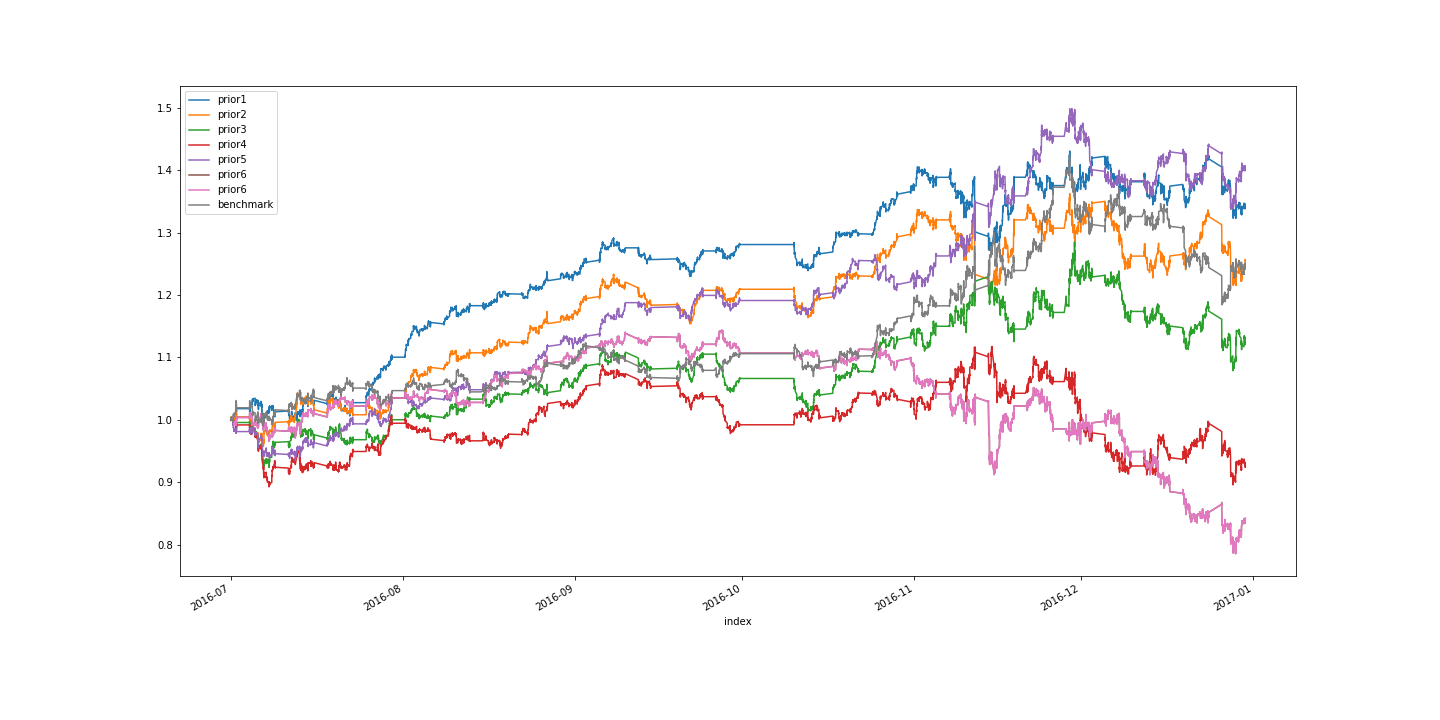 1.5
1.4
1.3
1.2
1.1
1.0
0.9
0.8
prior1
prior2
prior3
prior4
prior5
prior6
prior6
benchmark
2016-07
2016-08
2016-09
2016-10
2016-11
2016-12
2017-01
index